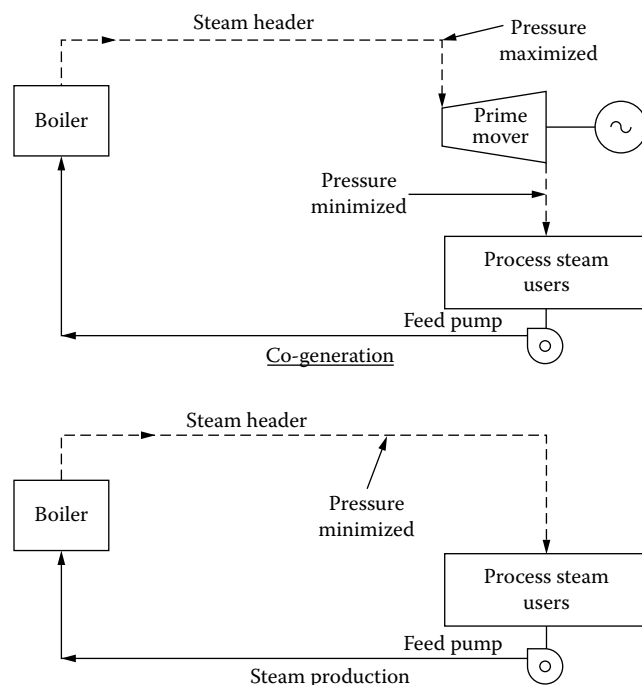 Steam header
Pressure
maximized
Boiler
Prime
mover
Pressure
minimized
Process steam
users
Feed pump
Co-generation
Steam header
Boiler
Pressure
minimized
Process steam
users
Feed pump
Steam production